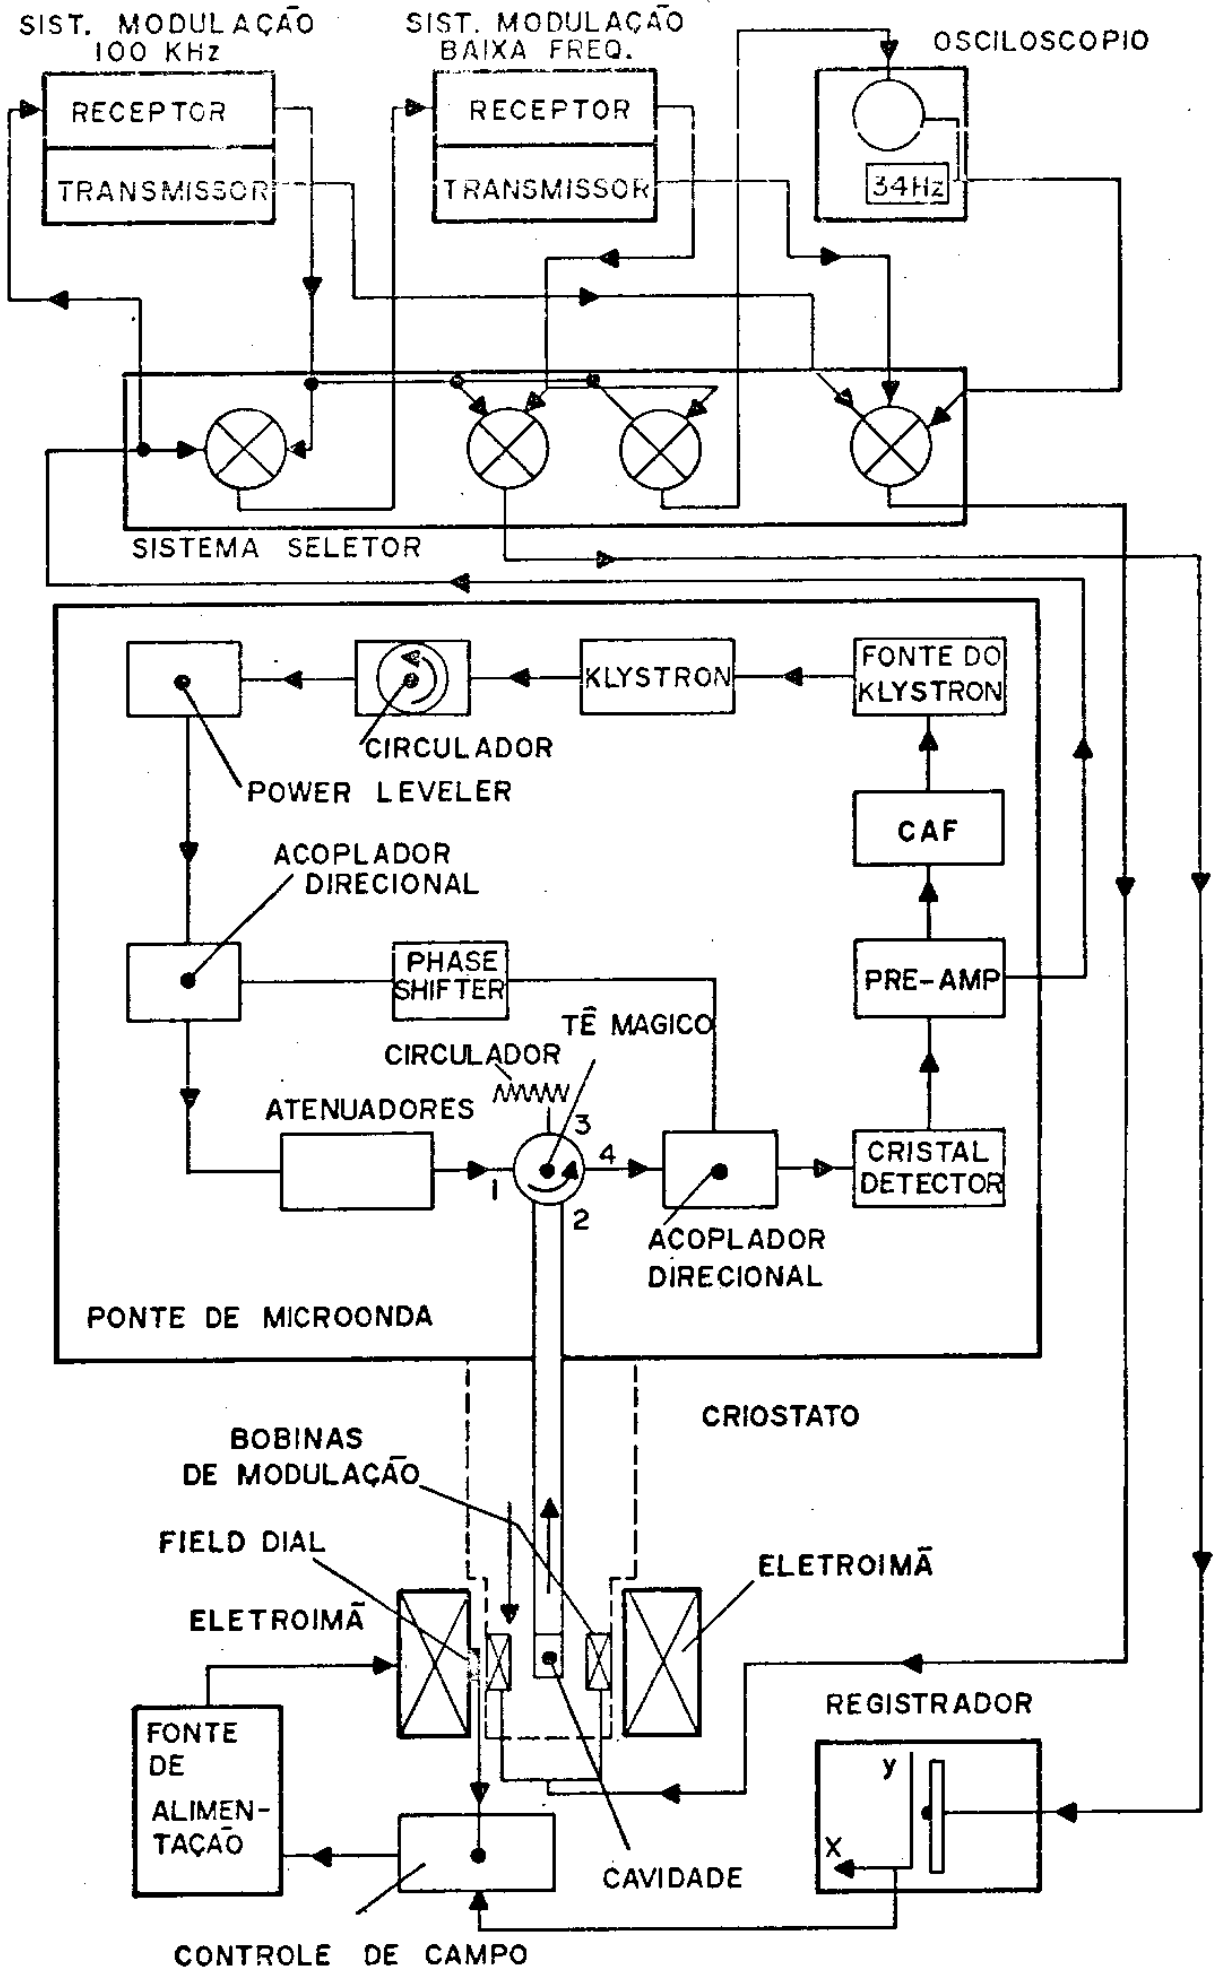 SIST. MODULAÇÃO
100 KHz
SIST. MODULAÇÃO
BAIXA FREQ.
OSCILOSCOPIO
RECEPTOR
TRANSMISSOR
RECEPTOR
TRANSMISSOR
34Hz
SISTEMA SELETOR
FONTE DO
KLYSTRON
KLYSTRON
CIRCULADOR
POWER LEVELER
CAF
ACOPLADOR
DIRECIONAL
PHASE
SHIFTER
PRE-AMP
TÊ MAGICO
CIRCULADOR
ATENUADORES
3
4
1
2
CRISTAL
DETECTOR
ACOPLADOR
DIRECIONAL
PONTE DE MICROONDA
CRIOSTATO
BOBINAS
DE MODULAÇÃO
FIELD DIAL
ELETROIMÃ
ELETROIMÃ
REGISTRADOR
FONTE
DE
ALIMEN-
TAÇÃO
y
X
CAVIDADE
CONTROLE DE CAMPO